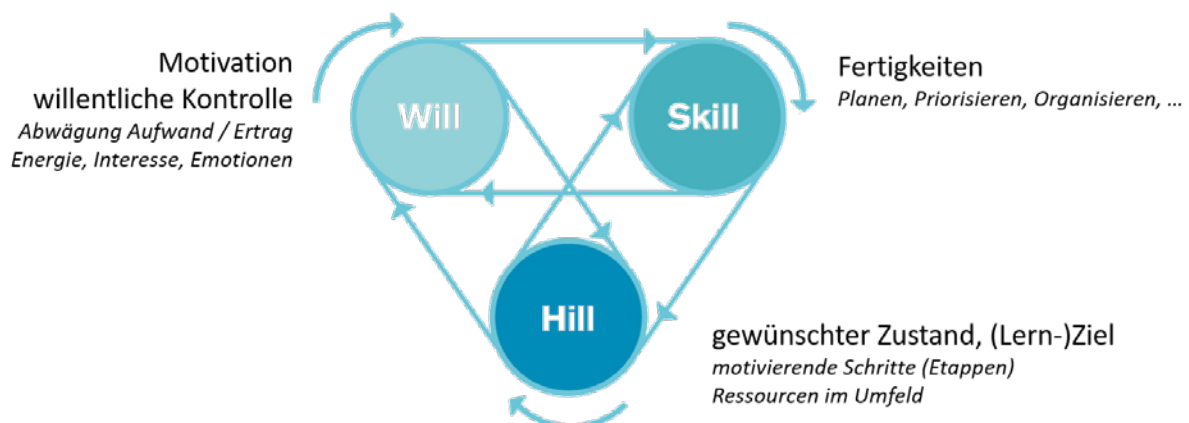 Motivation
willentliche Kontrolle
Abwägung Aufwand / Ertrag
Energie, Interesse, Emotionen
Will
Skill
Fertigkeiten
Planen, Priorisieren, Organisieren, ...
Hill
gewünschter Zustand, (Lern-)Ziel
motivierende Schritte (Etappen)
Ressourcen im Umfeld